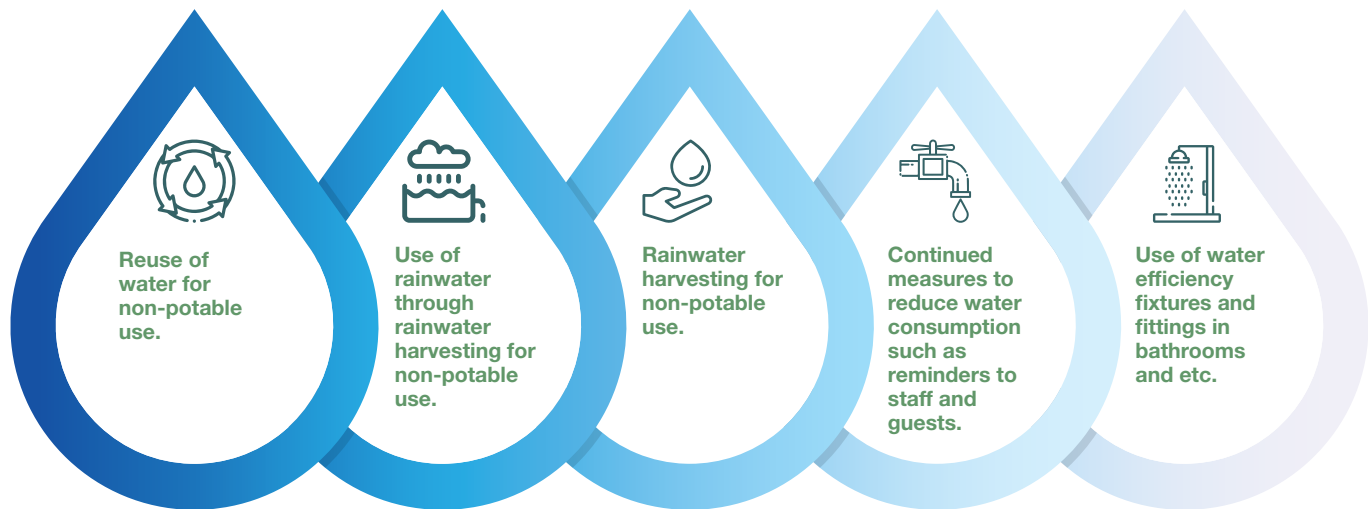 Reuse of
water for
non-potable
use.
Use of
rainwater
through
rainwater
harvesting for
non-potable
use.
Rainwater
harvesting for
non-potable
use.
Continued
measures to
reduce water
consumption
such as
reminders to
staff and
guests.
Use of water
efficiency
fixtures and
fittings in
bathrooms
and etc.